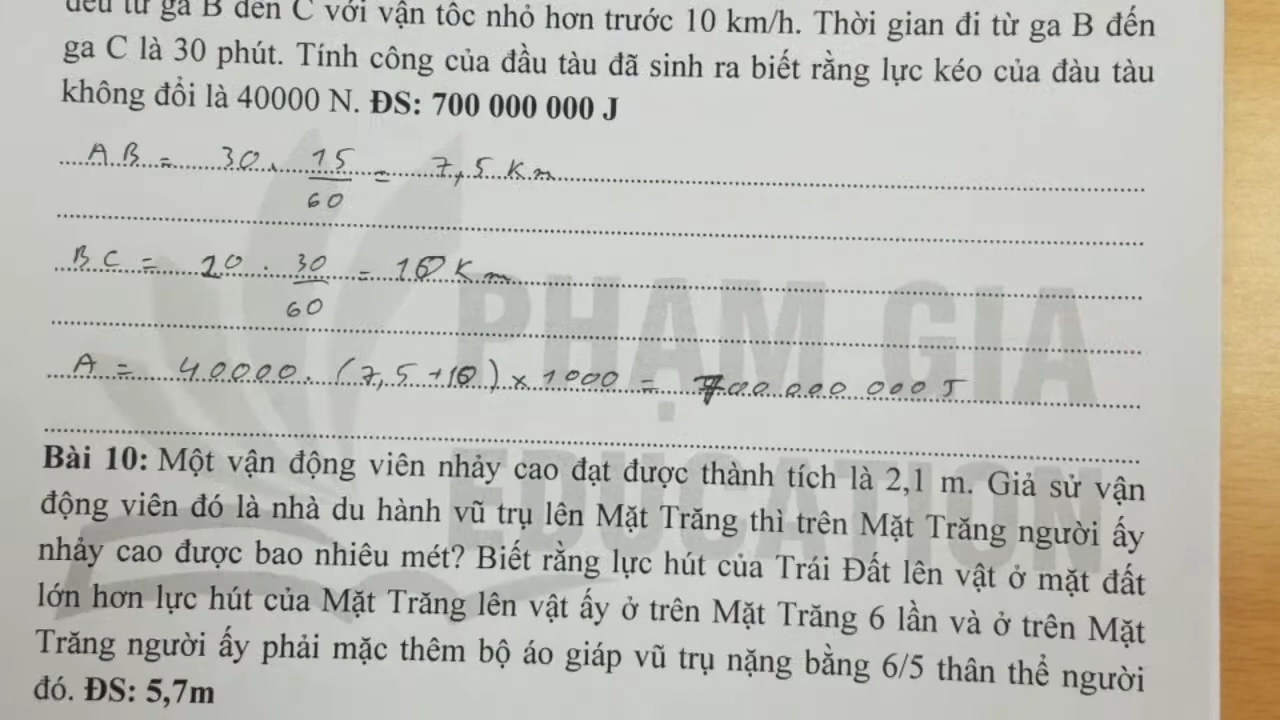 đều từ ga B đến C với vận tốc nhỏ hơn trước 10 km/h. Thời gian đi từ ga B đến
ga C là 30 phút. Tính công của đầu tàu đã sinh ra biết rằng lực kéo của đàu tàu
không đổi là 40000 N. ĐS: 700 000 000 J
AB = 30. 15/60 = 7,5 Km
BC = 20 . 30/60 = 10 Km
A = 40000. (7,5 +10) x 1000 = 700 000 000 J
PHẠM GIA
EDUCATION
Bài 10: Một vận động viên nhảy cao đạt được thành tích là 2,1 m. Giả sử vận
động viên đó là nhà du hành vũ trụ lên Mặt Trăng thì trên Mặt Trăng người ấy
nhảy cao được bao nhiêu mét? Biết rằng lực hút của Trái Đất lên vật ở mặt đất
lớn hơn lực hút của Mặt Trăng lên vật ấy ở trên Mặt Trăng 6 lần và ở trên Mặt
Trăng người ấy phải mặc thêm bộ áo giáp vũ trụ nặng bằng 6/5 thân thể người
đó. ĐS: 5,7m